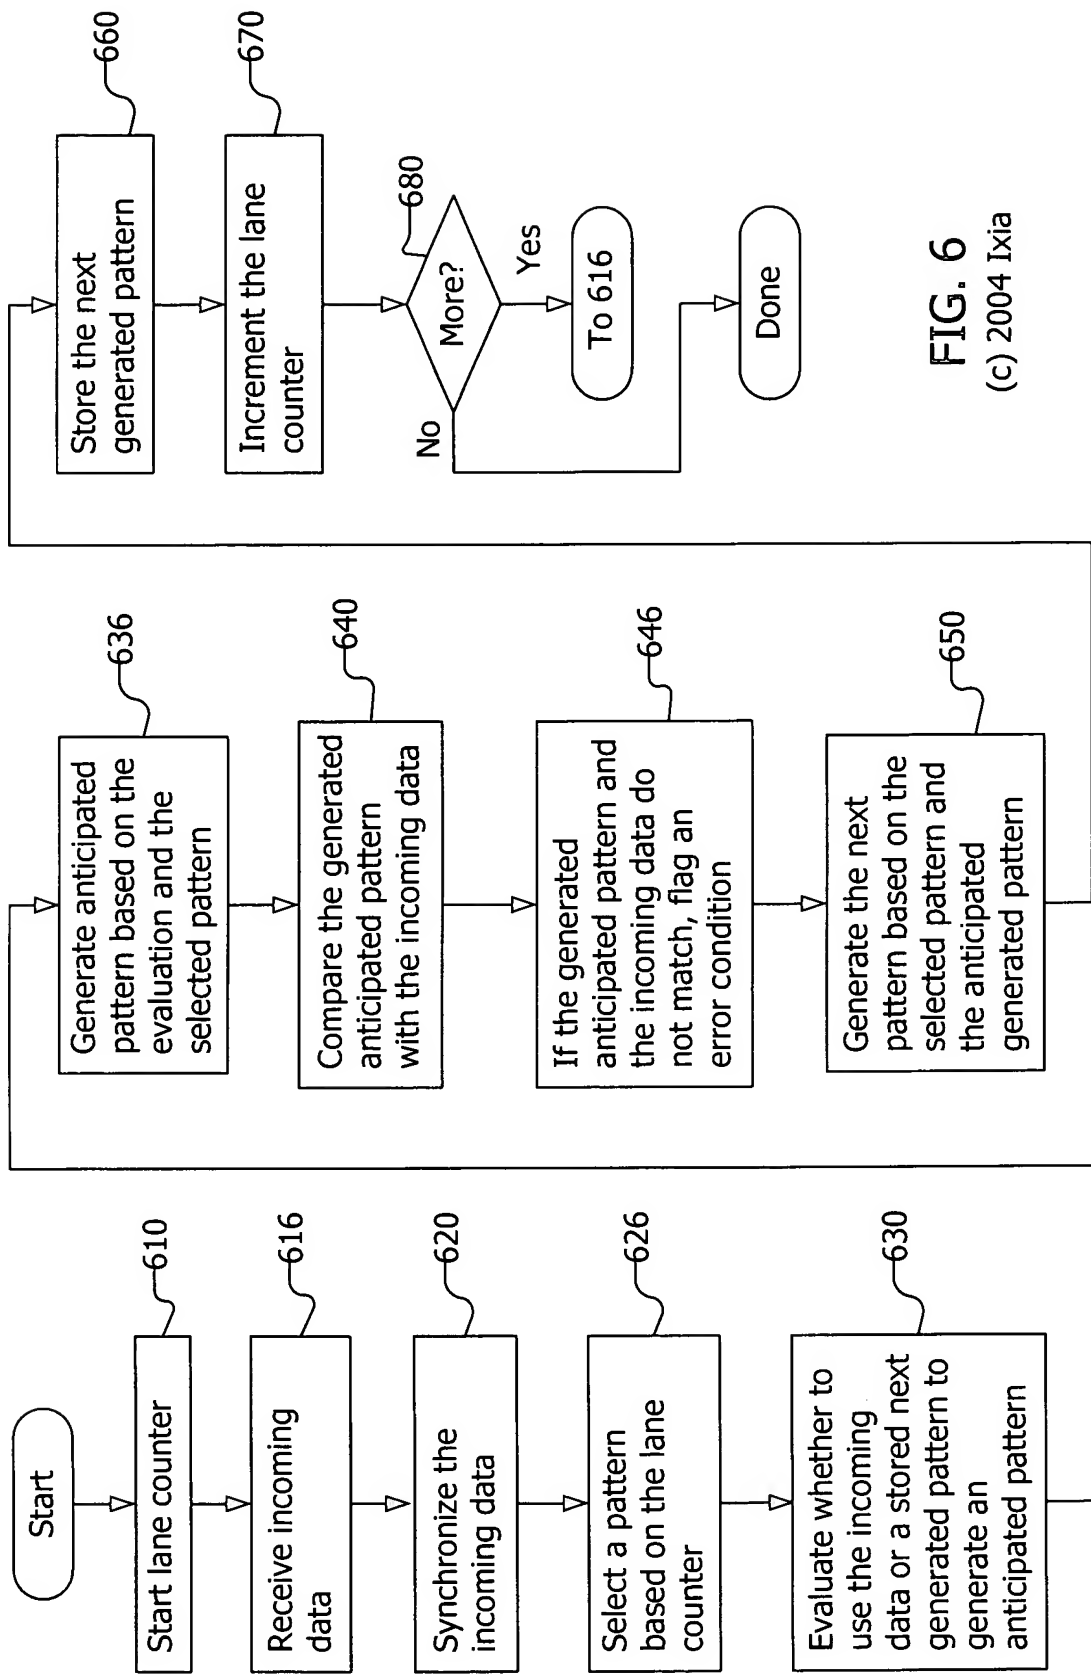 Start
Start lane counter
610
Receive incoming
data
616
Synchronize the
incoming data
620
Select a pattern
based on the lane
counter
626
Evaluate whether to
use the incoming
data or a stored next
generated pattern to
generate an
anticipated pattern
630
Generate anticipated
pattern based on the
evaluation and the
selected pattern
636
Compare the generated
anticipated pattern
with the incoming data
640
If the generated
anticipated pattern and
the incoming data do
not match, flag an
error condition
646
Generate the next
pattern based on the
selected pattern and
the anticipated
generated pattern
650
Store the next
generated pattern
660
Increment the lane
counter
670
More?
680
No
Yes
To 616
Done
FIG. 6
(c) 2004 Ixia